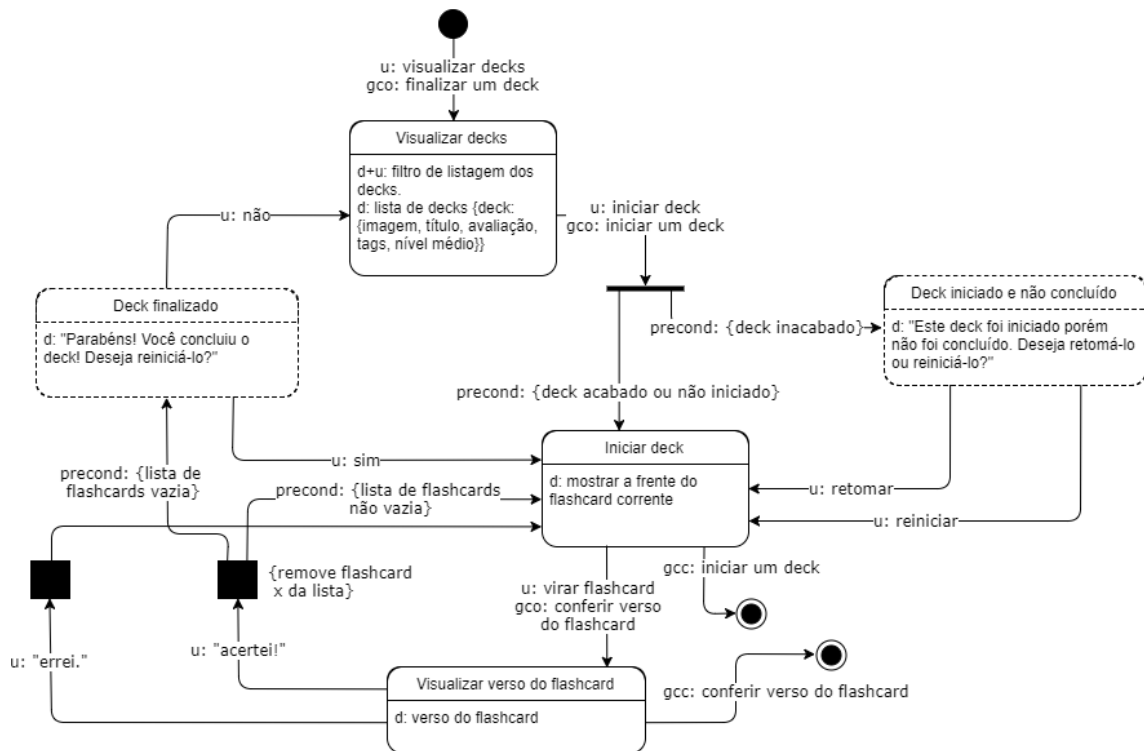 u: visualizar decks
gco: finalizar um deck
Visualizar decks
d+u: filtro de listagem dos
decks.
d: lista de decks {deck:
{imagem, título, avaliação,
tags, nível médio}}
u: não
u: iniciar deck
gco: iniciar um deck
Deck finalizado
d: "Parabéns! Você concluiu o
deck! Deseja reiniciá-lo?"
precond: {deck inacabado}
Deck iniciado e não concluído
d: "Este deck foi iniciado porém
não foi concluído. Deseja retomá-lo
ou reiniciá-lo?"
precond: {deck acabado ou não iniciado}
precond: {lista de
flashcards vazia}
u: sim
Iniciar deck
d: mostrar a frente do
flashcard corrente
precond: {lista de flashcards
não vazia}
u: retomar
u: reiniciar
{remove flashcard
x da lista}
gcc: iniciar um deck
u: virar flashcard
gco: conferir verso
do flashcard
u: "errei."
u: "acertei!"
Visualizar verso do flashcard
d: verso do flashcard
gcc: conferir verso do flashcard